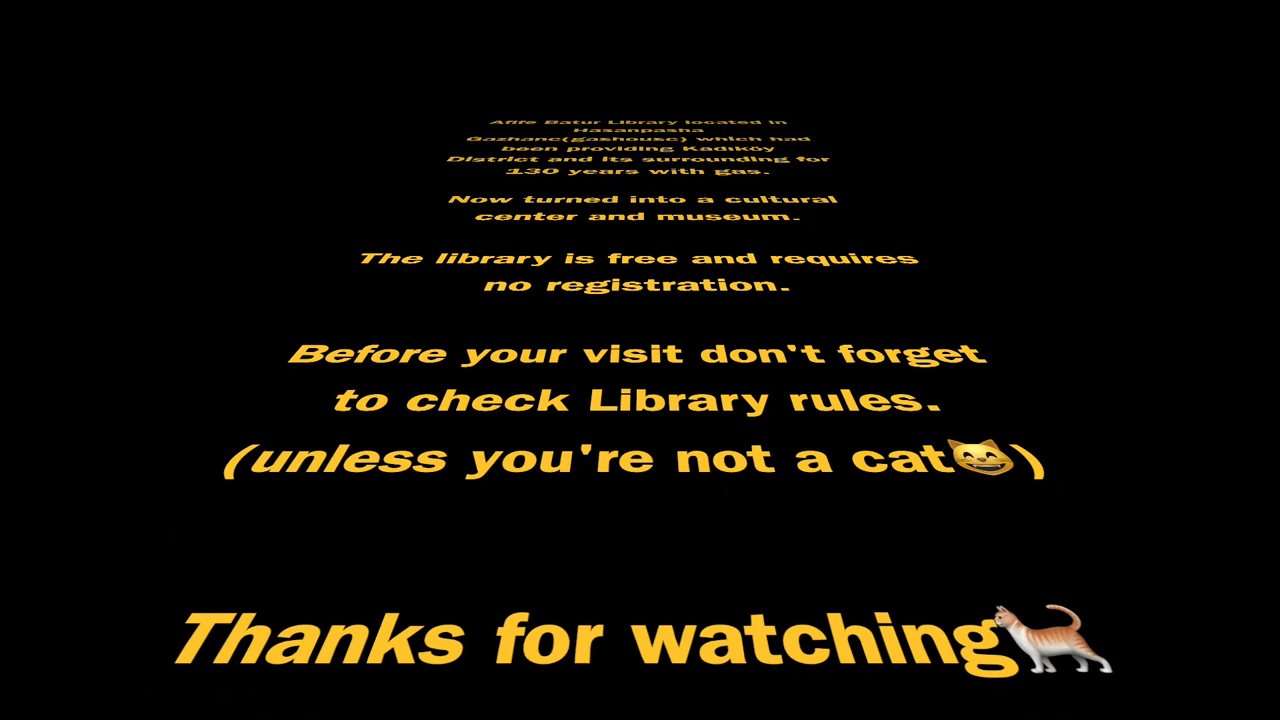 Afife Batur Library located in
Hasanpasha
Gazhane(gashouse) which had
been providing Kadıköy
District and its surrounding for
130 years with gas.
Now turned into a cultural
center and museum.
The library is free and requires
no registration.
Before your visit don't forget
to check Library rules.
(unless you're not a cat😸)
Thanks for watching🐈